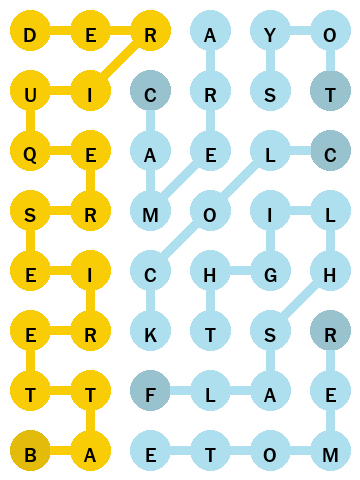 D E R A Y O
U I C R S T
Q E A E L C
S R M O I L
E I C H G H
E R K T S R
T T F L A E
B A E T O M